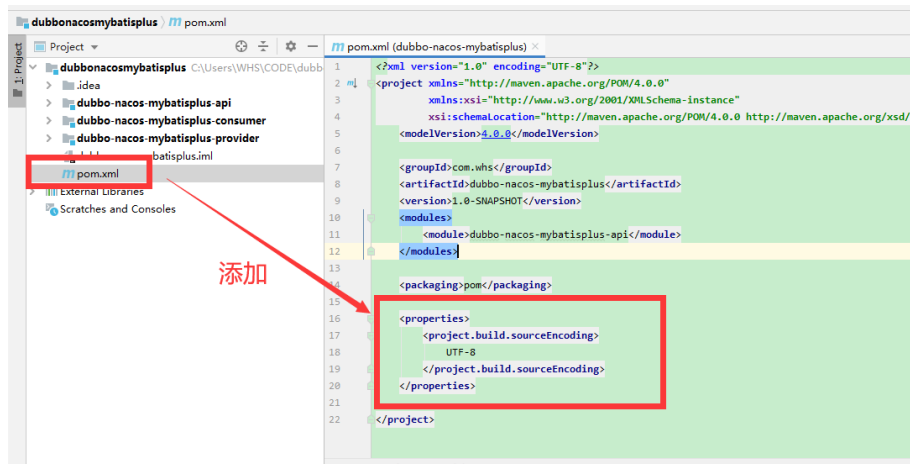 dubbonacosmybatisplus pom.xml
1: Project
Project
dubbonacosmybatisplus C:\Users\WHS\CODE\dubb
.idea
dubbo-nacos-mybatisplus-api
dubbo-nacos-mybatisplus-consumer
dubbo-nacos-mybatisplus-provider
batisplus.iml
pom.xml
External Libraries
Scratches and Consoles
添加
pom.xml (dubbo-nacos-mybatisplus)
1 <?xml version="1.0" encoding="UTF-8"?>
2 <project xmlns="http://maven.apache.org/POM/4.0.0"
3 xmlns:xsi="http://www.w3.org/2001/XMLSchema-instance"
4 xsi:schemaLocation="http://maven.apache.org/POM/4.0.0 http://maven.apache.org/xsd/
5 <modelVersion>4.0.0</modelVersion>
6
7 <groupId>com.whs</groupId>
8 <artifactId>dubbo-nacos-mybatisplus</artifactId>
9 <version>1.0-SNAPSHOT</version>
10 <modules>
11 <module>dubbo-nacos-mybatisplus-api</module>
12 </modules>
13
14 <packaging>pom</packaging>
15
16 <properties>
17 <project.build.sourceEncoding>
18 UTF-8
19 </project.build.sourceEncoding>
20 </properties>
21
22 </project>